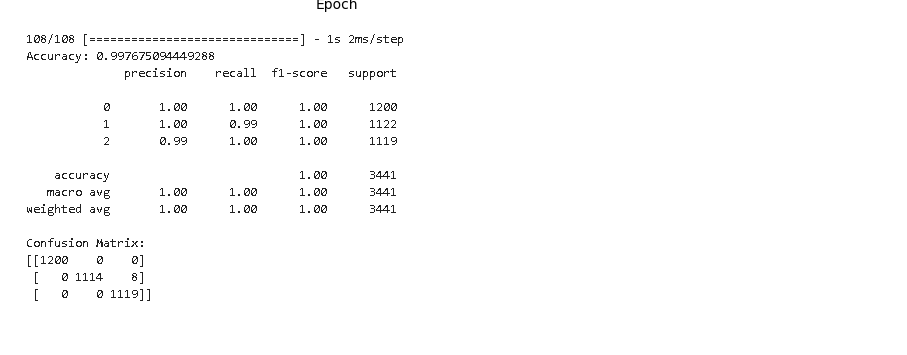 Epoch
108/108 [==============================] - 1s 2ms/step
Accuracy: 0.997675094449288
precision recall f1-score support
0 1.00 1.00 1.00 1200
1 1.00 0.99 1.00 1122
2 0.99 1.00 1.00 1119
accuracy 1.00 3441
macro avg 1.00 1.00 1.00 3441
weighted avg 1.00 1.00 1.00 3441
Confusion Matrix:
[[1200 0 0]
[ 0 1114 8]
[ 0 0 1119]]